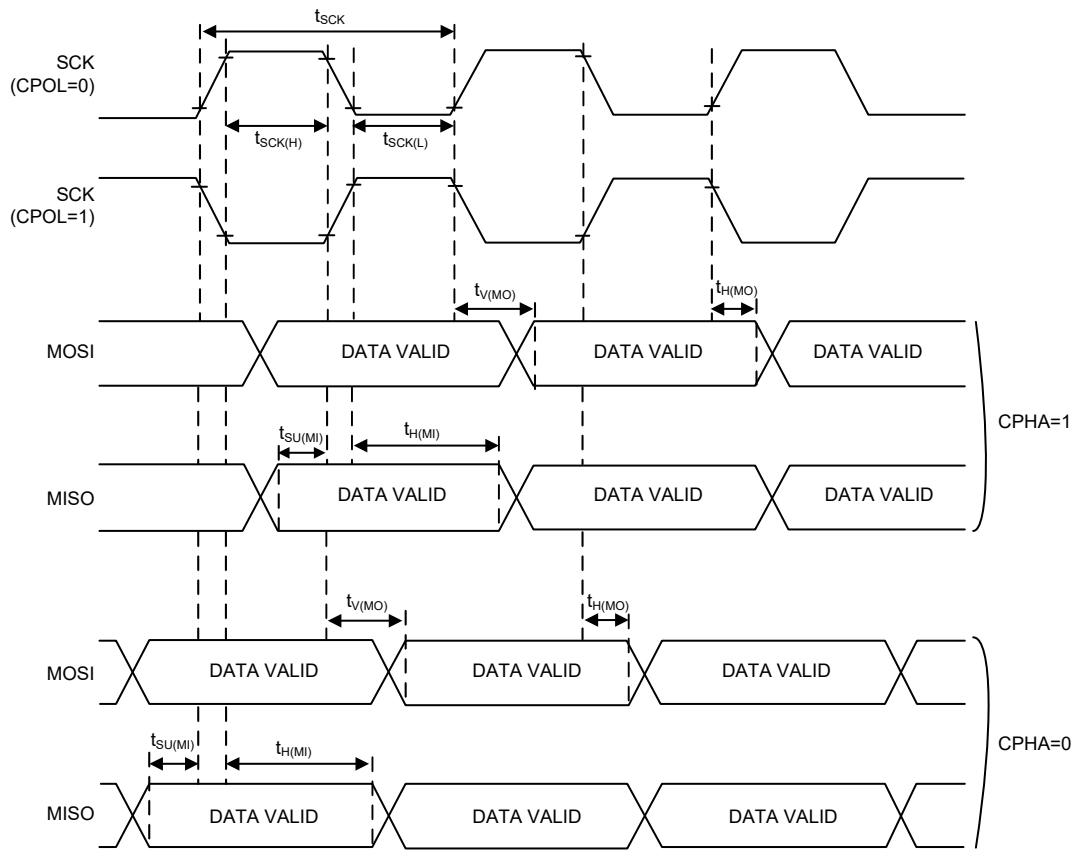 tSCK
SCK
(CPOL=0)
tSCK(H)
tSCK(L)
SCK
(CPOL=1)
tV(MO)
tH(MO)
MOSI
DATA VALID
DATA VALID
DATA VALID
CPHA=1
tSU(MI)
tH(MI)
MISO
DATA VALID
DATA VALID
DATA VALID
tV(MO)
tH(MO)
MOSI
DATA VALID
DATA VALID
DATA VALID
CPHA=0
tSU(MI)
tH(MI)
MISO
DATA VALID
DATA VALID
DATA VALID